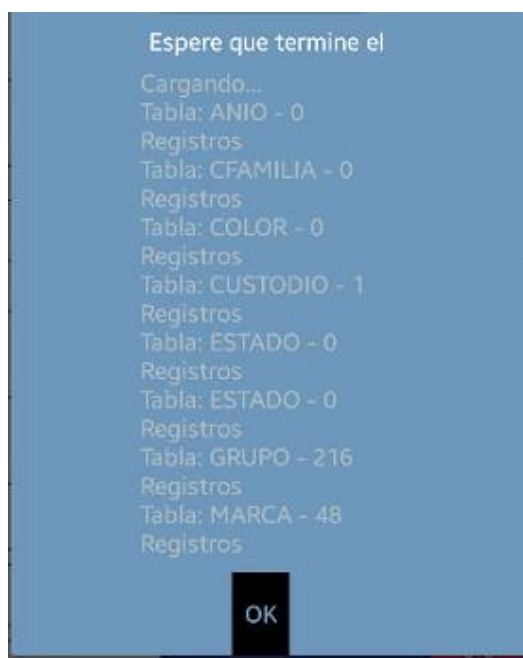 Espere que termine el
Cargando...
Tabla: ANIO - 0
Registros
Tabla: CFAMILIA - 0
Registros
Tabla: COLOR - 0
Registros
Tabla: CUSTODIO - 1
Registros
Tabla: ESTADO - 0
Registros
Tabla: ESTADO - 0
Registros
Tabla: GRUPO - 216
Registros
Tabla: MARCA - 48
Registros
OK